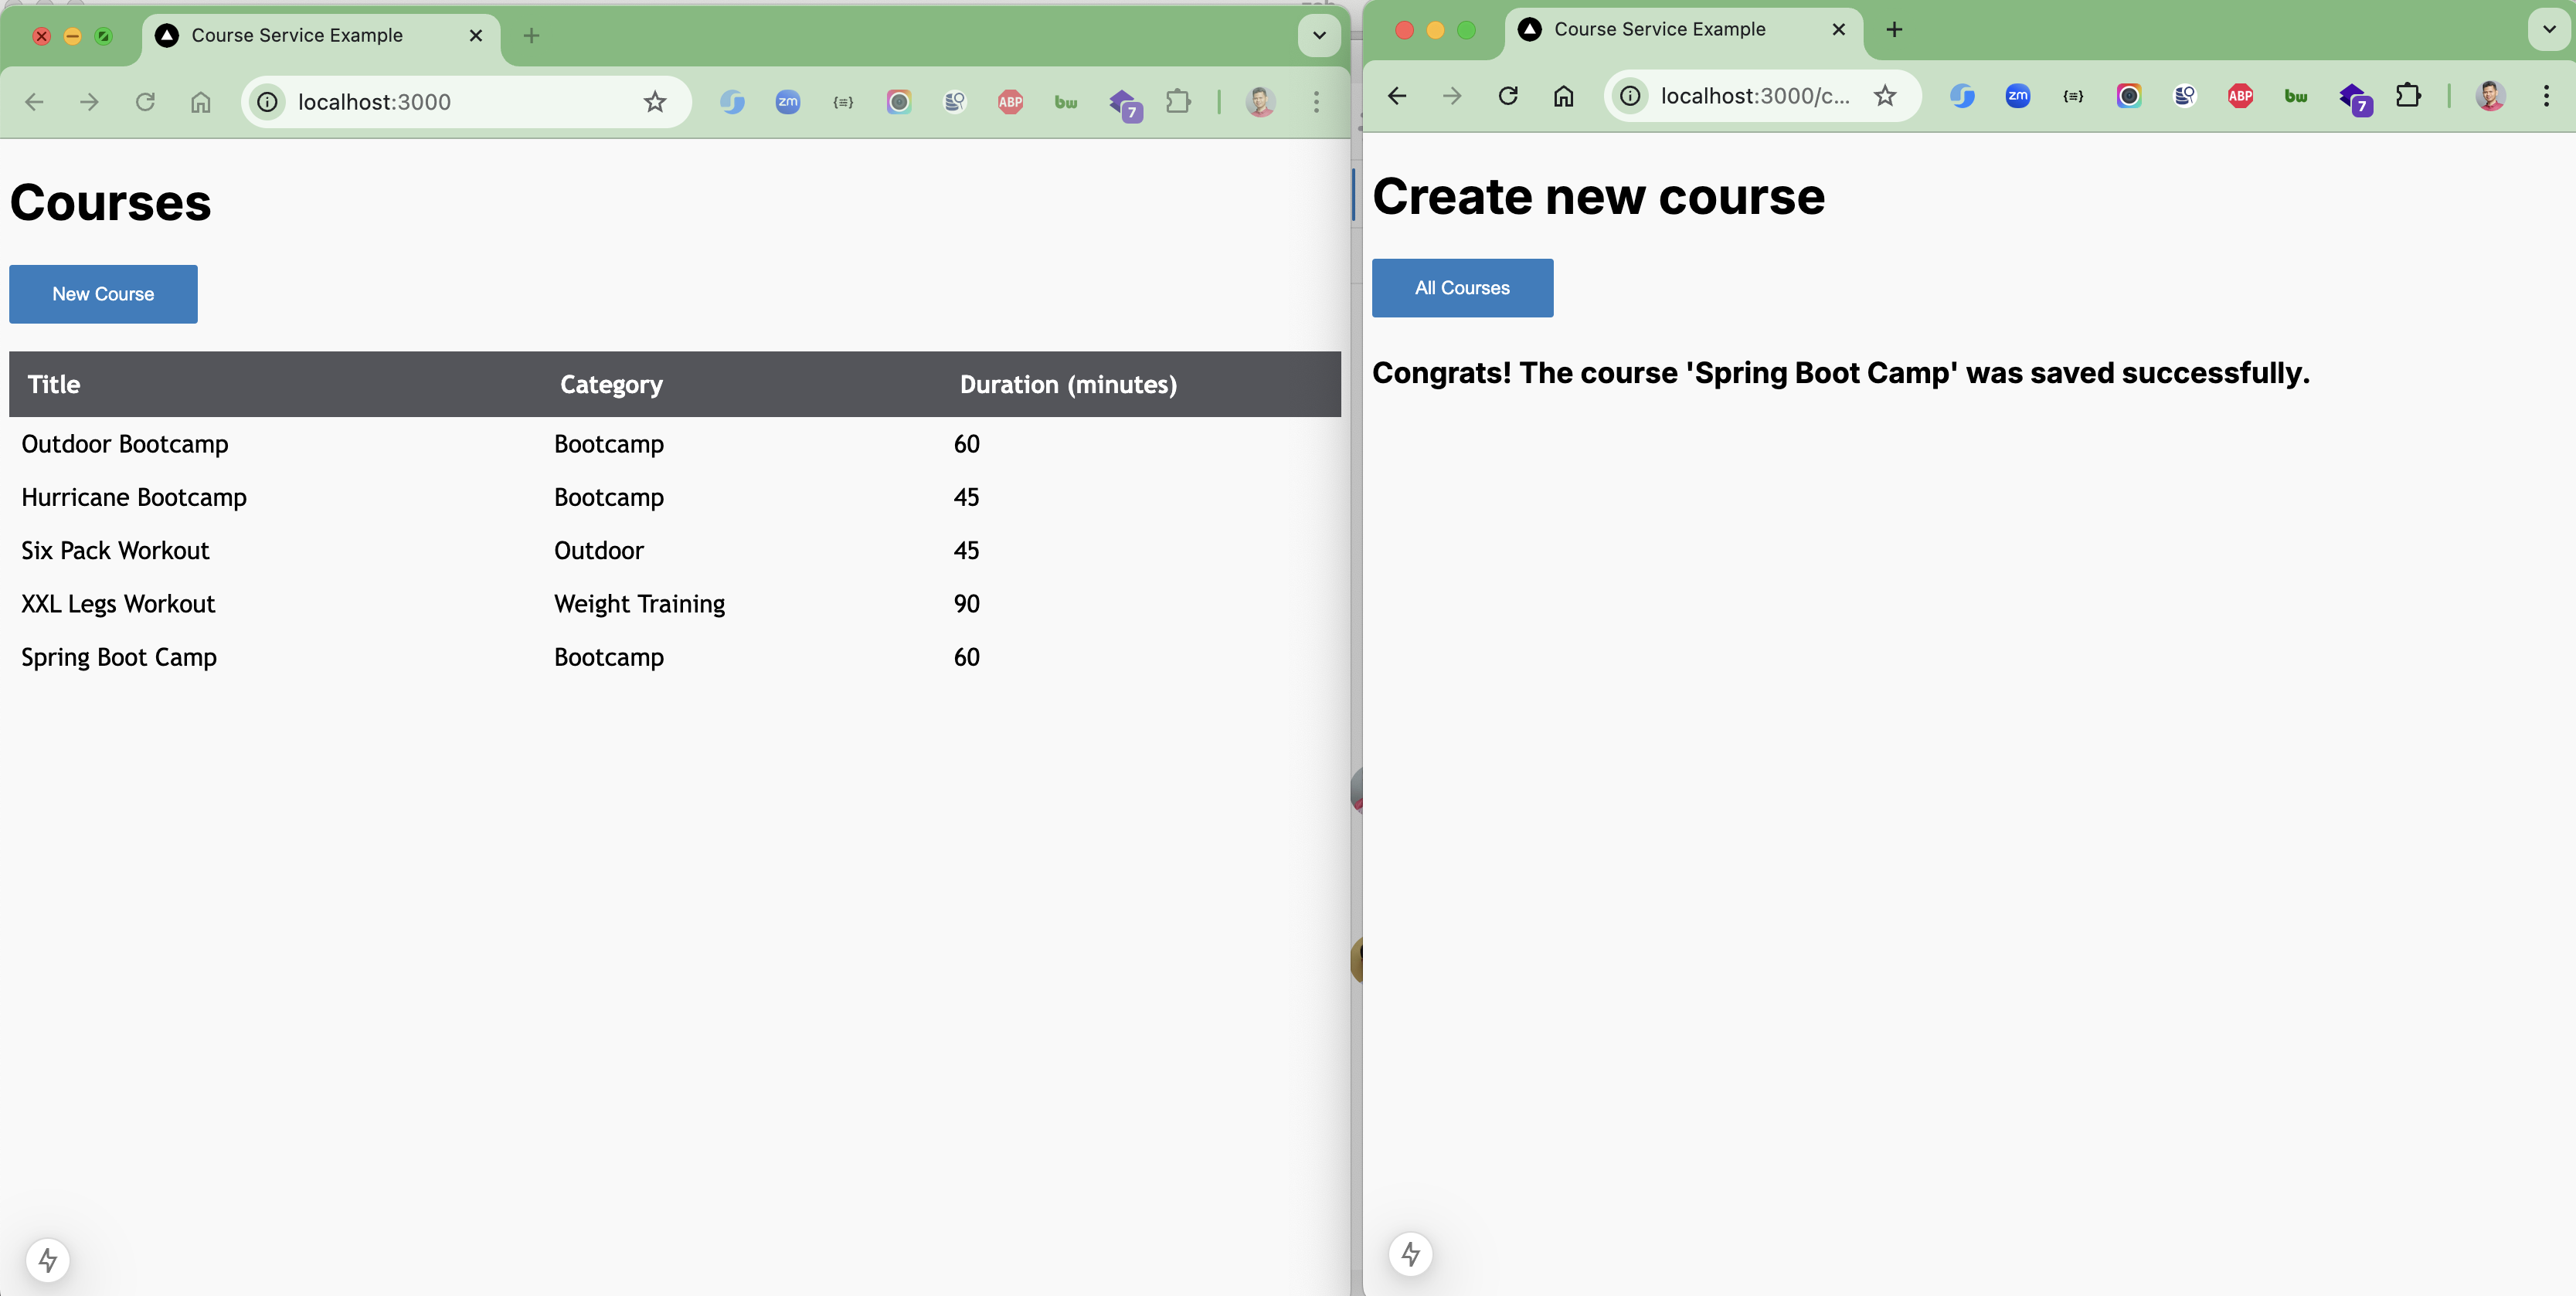 Course Service Example
localhost:3000
zm
ABP
bw
7
Courses
New Course
Title Category Duration (minutes)
Outdoor Bootcamp Bootcamp 60
Hurricane Bootcamp Bootcamp 45
Six Pack Workout Outdoor 45
XXL Legs Workout Weight Training 90
Spring Boot Camp Bootcamp 60
Course Service Example
localhost:3000/c...
zm
ABP
bw
7
Create new course
All Courses
Congrats! The course 'Spring Boot Camp' was saved successfully.